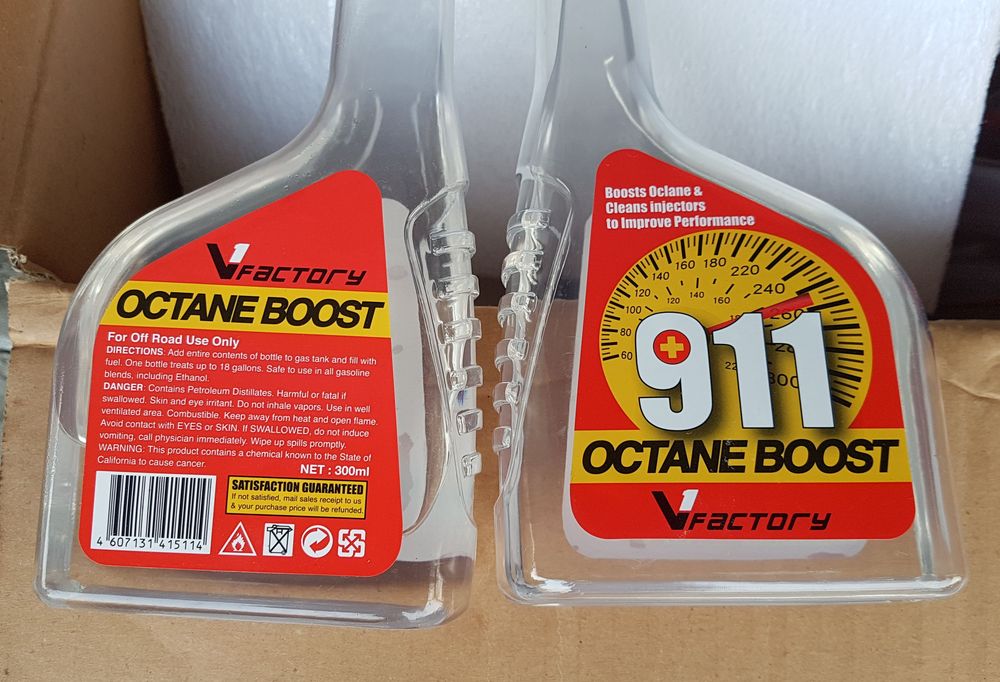 V1 FACTORY
OCTANE BOOST
For Off Road Use Only
DIRECTIONS: Add entire contents of bottle to gas tank and fill with
fuel. One bottle treats up to 18 gallons. Safe to use in all gasoline
blends, including Ethanol.
DANGER: Contains Petroleum Distillates. Harmful or fatal if
swallowed. Skin and eye irritant. Do not inhale vapors. Use in well
ventilated area. Combustible. Keep away from heat and open flame.
Avoid contact with EYES or SKIN. If SWALLOWED, do not induce
vomiting, call physician immediately. Wipe up spills promptly.
WARNING: This product contains a chemical known to the State of
California to cause cancer.
NET : 300ml
SATISFACTION GUARANTEED
If not satisfied, mail sales receipt to us
& your purchase price will be refunded.
4 607131 415114
Boosts Oclane &
Cleans injectors
to Improve Performance
60 80 100 120 140 160 180 220 240 260
120 140 160
911
OCTANE BOOST
V1 FACTORY